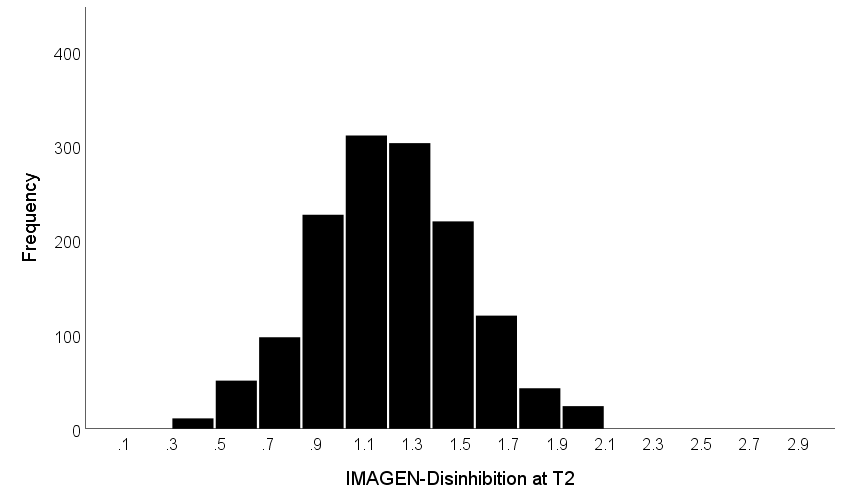 400
300
200
100
0
Frequency
.1 .3 .5 .7 .9 1.1 1.3 1.5 1.7 1.9 2.1 2.3 2.5 2.7 2.9
IMAGEN-Disinhibition at T2